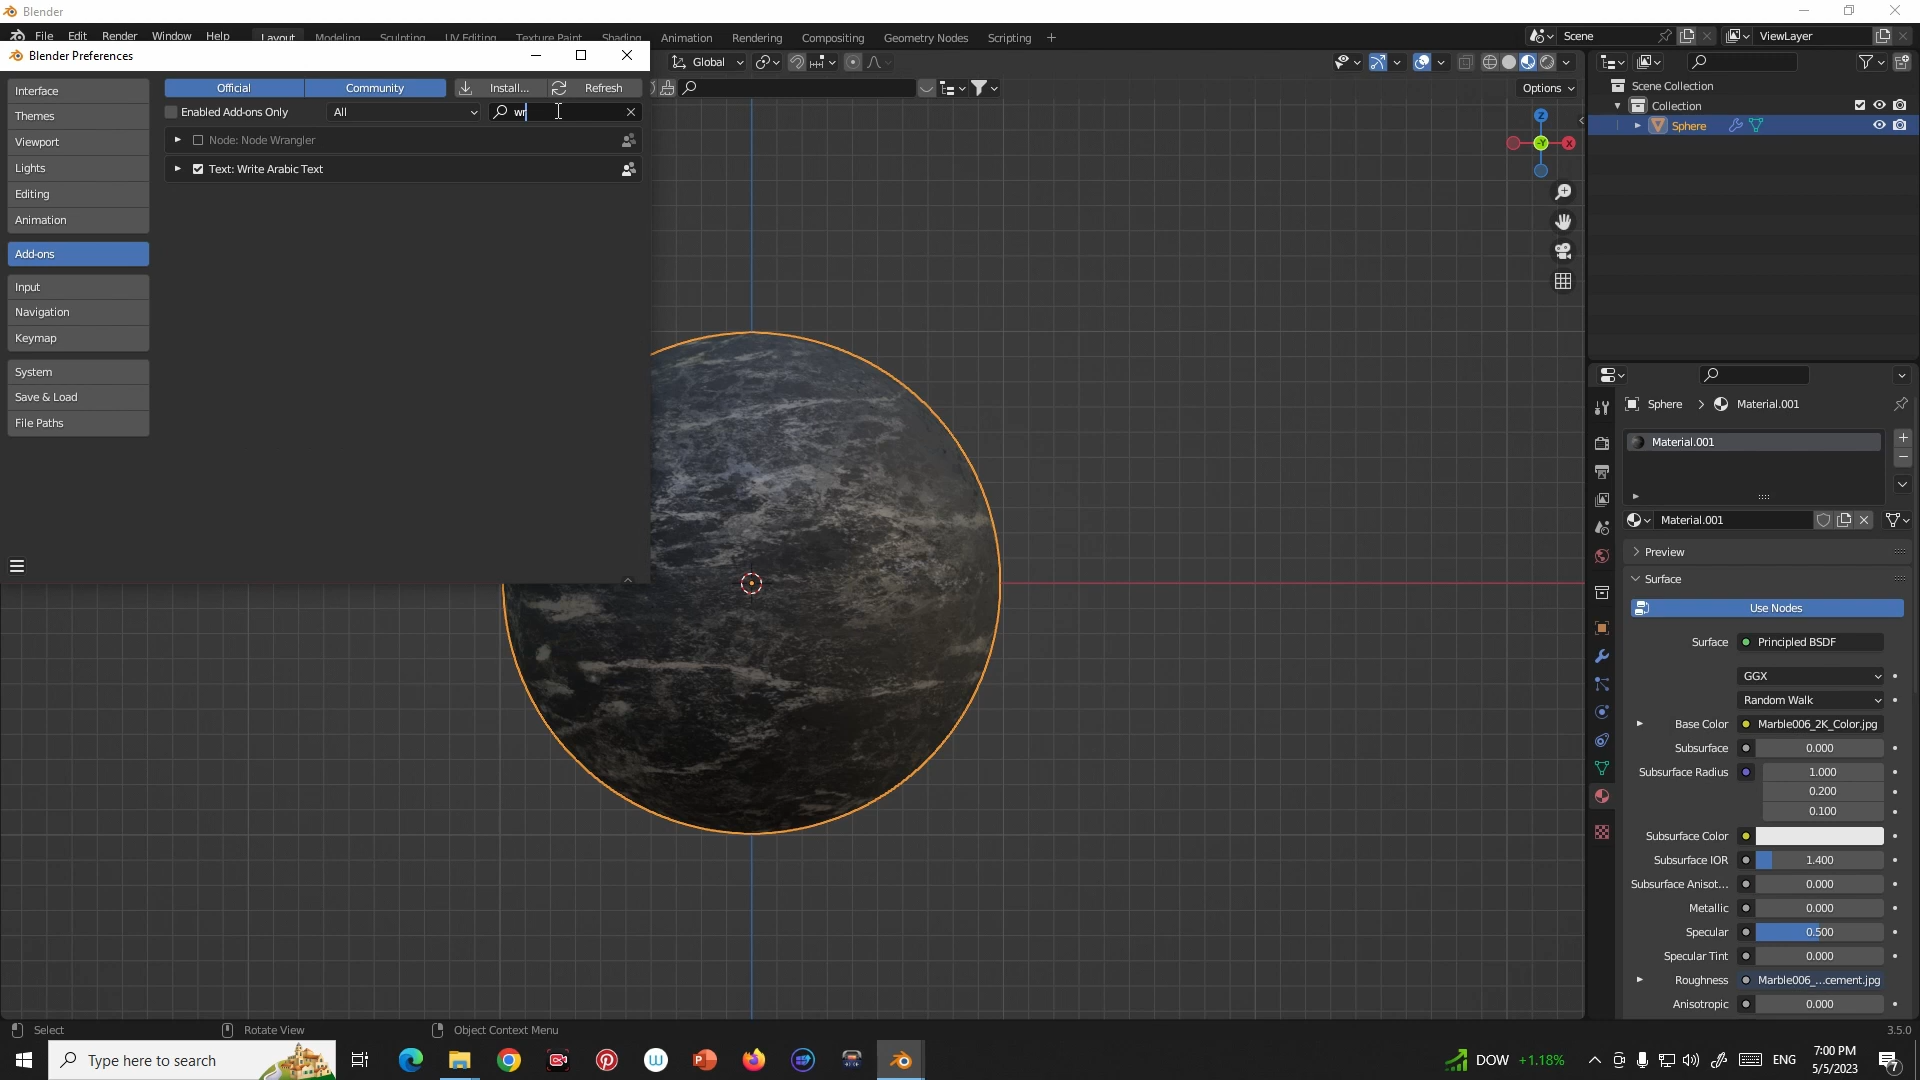 Blender
File Edit Render Window Help Layout Modeling Sculpting UV Editing Texture Paint Shading Animation Rendering Compositing Geometry Nodes Scripting Scene ViewLayer
Blender Preferences
Global
Official Community Install... Refresh
Options
Enabled Add-ons Only All wr
Node: Node Wrangler
Text: Write Arabic Text
Interface
Themes
Viewport
Lights
Editing
Animation
Add-ons
Input
Navigation
Keymap
System
Save & Load
File Paths
Z
X
-Y
Scene Collection
Collection
Sphere
Sphere Material.001
Material.001
Material.001
Preview
Surface
Use Nodes
Surface Principled BSDF
GGX
Random Walk
Base Color Marble006_2K_Color.jpg
Subsurface 0.000
Subsurface Radius 1.000
0.200
0.100
Subsurface Color
Subsurface IOR 1.400
Subsurface Anisot... 0.000
Metallic 0.000
Specular 0.500
Specular Tint 0.000
Roughness Marble006_...cement.jpg
Anisotropic 0.000
Select Rotate View Object Context Menu 3.5.0
Type here to search
DOW +1.18% ENG 7:00 PM
5/5/2023
7